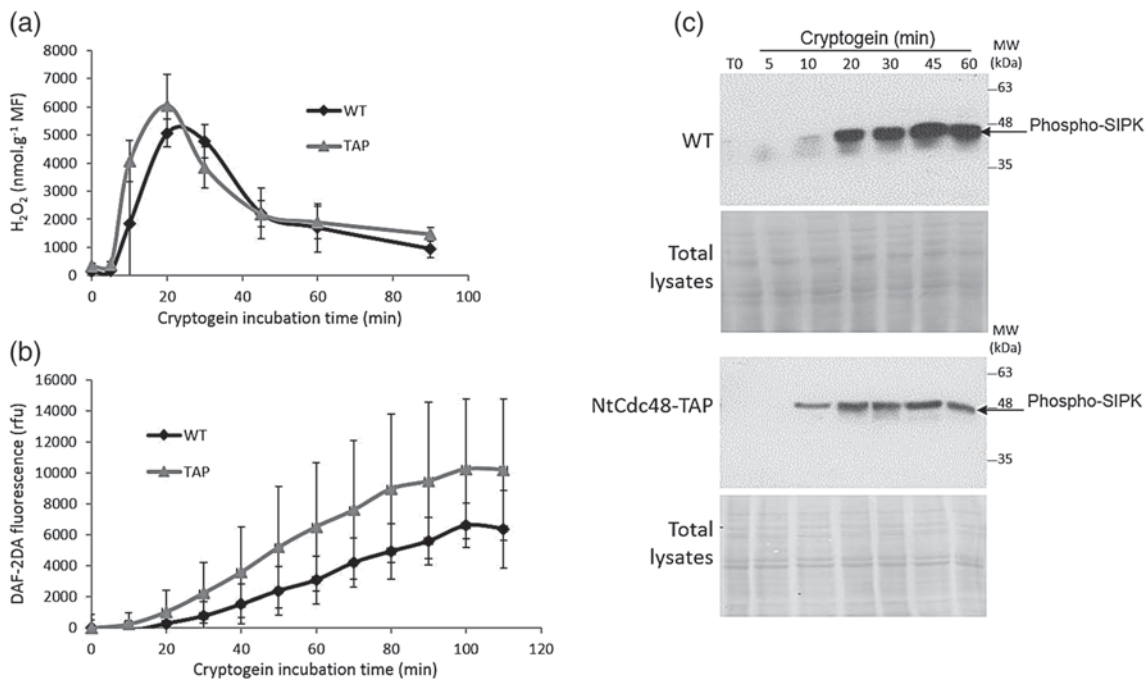 (a)
8000
7000
6000
5000
4000
3000
2000
1000
0
H₂O₂ (nmol.g⁻¹ MF)
WT
TAP
0 20 40 60 80 100
Cryptogein incubation time (min)
(b)
16000
14000
12000
10000
8000
6000
4000
2000
0
DAF-2DA fluorescence (rfu)
WT
TAP
0 20 40 60 80 100 120
Cryptogein incubation time (min)
(c)
Cryptogein (min)
T0 5 10 20 30 45 60
MW
(kDa)
63
48
35
WT
Phospho-SIPK
Total
lysates
MW
(kDa)
63
48
35
NtCdc48-TAP
Phospho-SIPK
Total
lysates